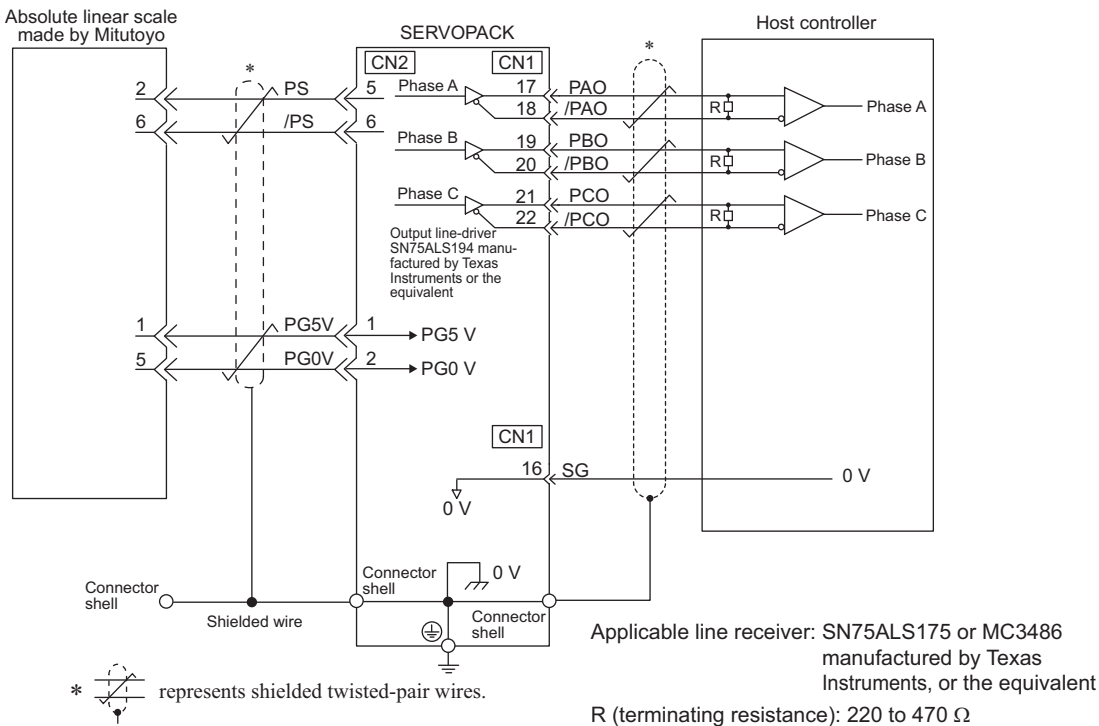 Absolute linear scale
made by Mitutoyo
SERVOPACK
Host controller
*
*
CN2
CN1
2
PS
5
6
/PS
6
Phase A
17
PAO
18
/PAO
R
Phase A
Phase B
19
PBO
20
/PBO
R
Phase B
Phase C
21
PCO
22
/PCO
R
Phase C
Output line-driver
SN75ALS194 manu-
factured by Texas
Instruments or the
equivalent
1
PG5V
1
PG5 V
5
PG0V
2
PG0 V
CN1
16
SG
0 V
0 V
Connector
shell
Shielded wire
Connector
shell
0 V
Connector
shell
* represents shielded twisted-pair wires.
Applicable line receiver: SN75ALS175 or MC3486
manufactured by Texas
Instruments, or the equivalent
R (terminating resistance): 220 to 470 Ω